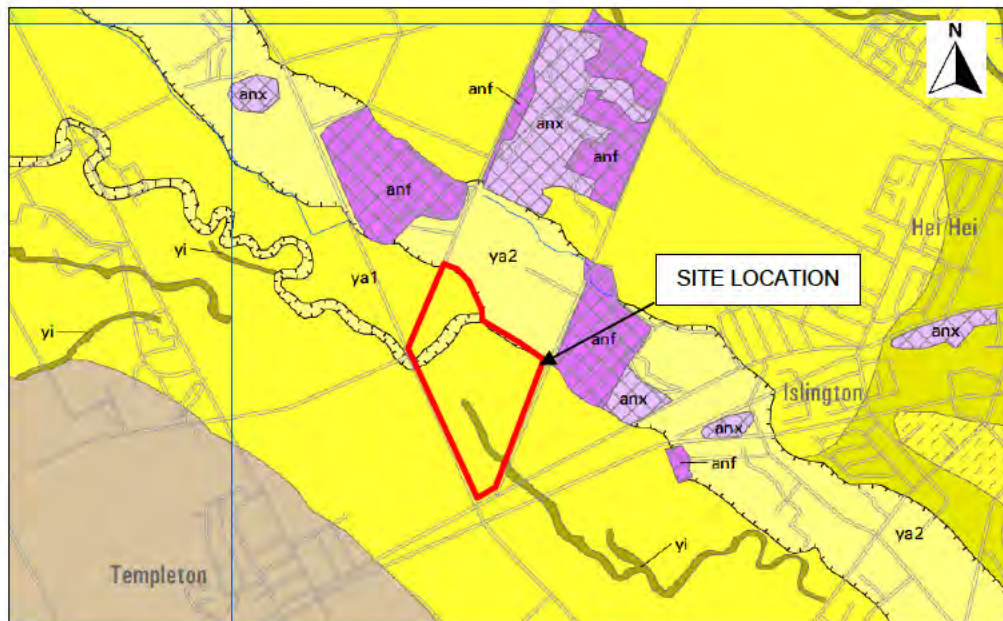 N
anx
anf
anx
anf
anf
Hei Hei
yi
ya1
ya2
SITE LOCATION
yi
anf
anx
anx
Islington
anx
anf
ya2
yi
Templeton